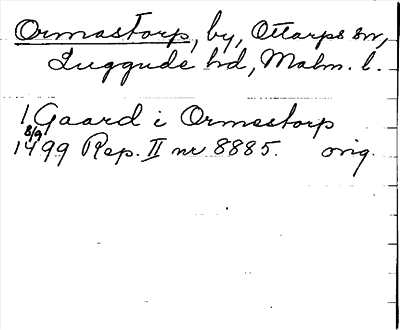 Ormastorp, by, Ottarps sn,
Luggude hd, Malm. l.
1 Gaard i Ormestorp
8/9
1499 Rep. II nr 8885. orig.